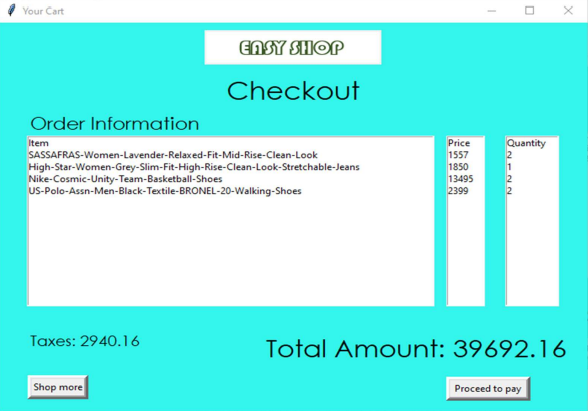 Your Cart
EASY SHOP
Checkout
Order Information
Item Price Quantity
SASSAFRAS-Women-Lavender-Relaxed-Fit-Mid-Rise-Clean-Look 1557 2
High-Star-Women-Grey-Slim-Fit-High-Rise-Clean-Look-Stretchable-Jeans 1850 1
Nike-Cosmic-Unity-Team-Basketball-Shoes 13495 2
US-Polo-Assn-Men-Black-Textile-BRONEL-20-Walking-Shoes 2399 2
Taxes: 2940.16
Total Amount: 39692.16
Shop more
Proceed to pay